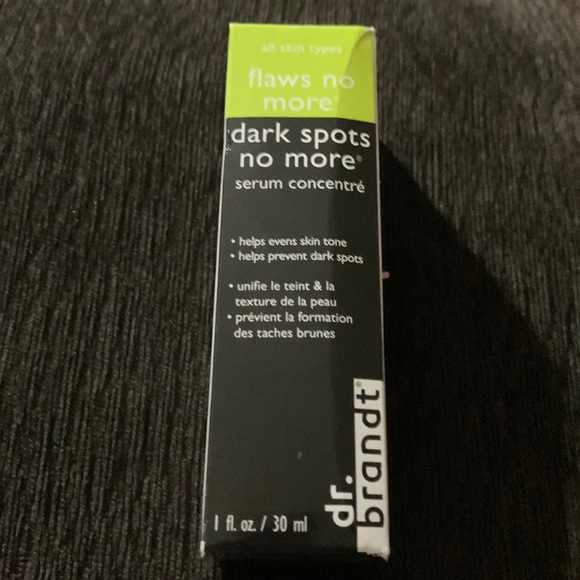 all skin types
flaws no
more
dark spots
no more®
serum concentré
• helps evens skin tone
• helps prevent dark spots
• unifie le teint & la
texture de la peau
• prévient la formation
des taches brunes
dr.
brandt®
1 fl. oz. / 30 ml